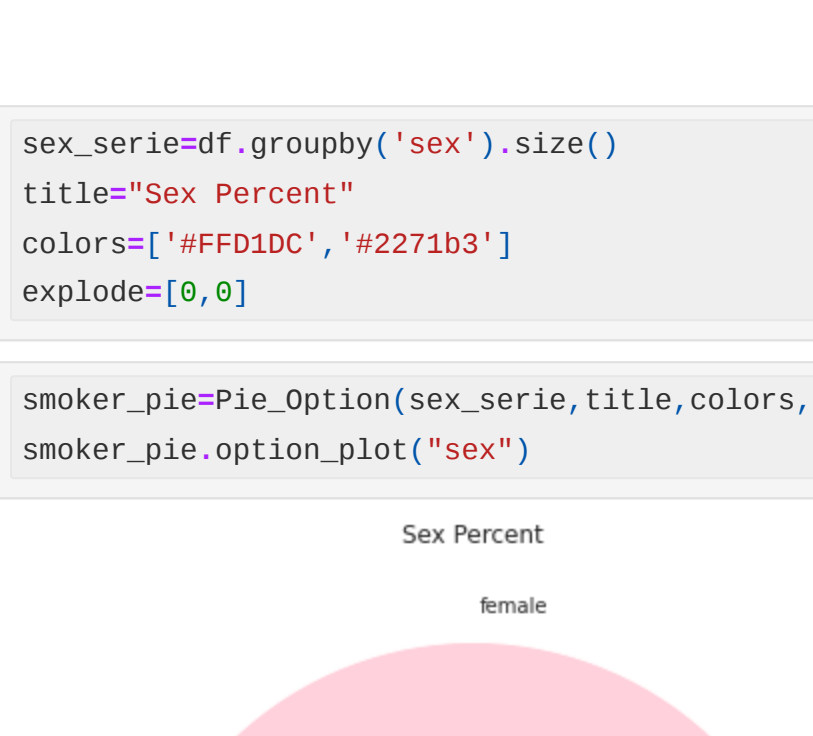 sex_serie=df.groupby('sex').size()
title="Sex Percent"
colors=['#FFD1DC','#2271b3']
explode=[0,0]
smoker_pie=Pie_Option(sex_serie,title,colors,
smoker_pie.option_plot("sex")
Sex Percent
female